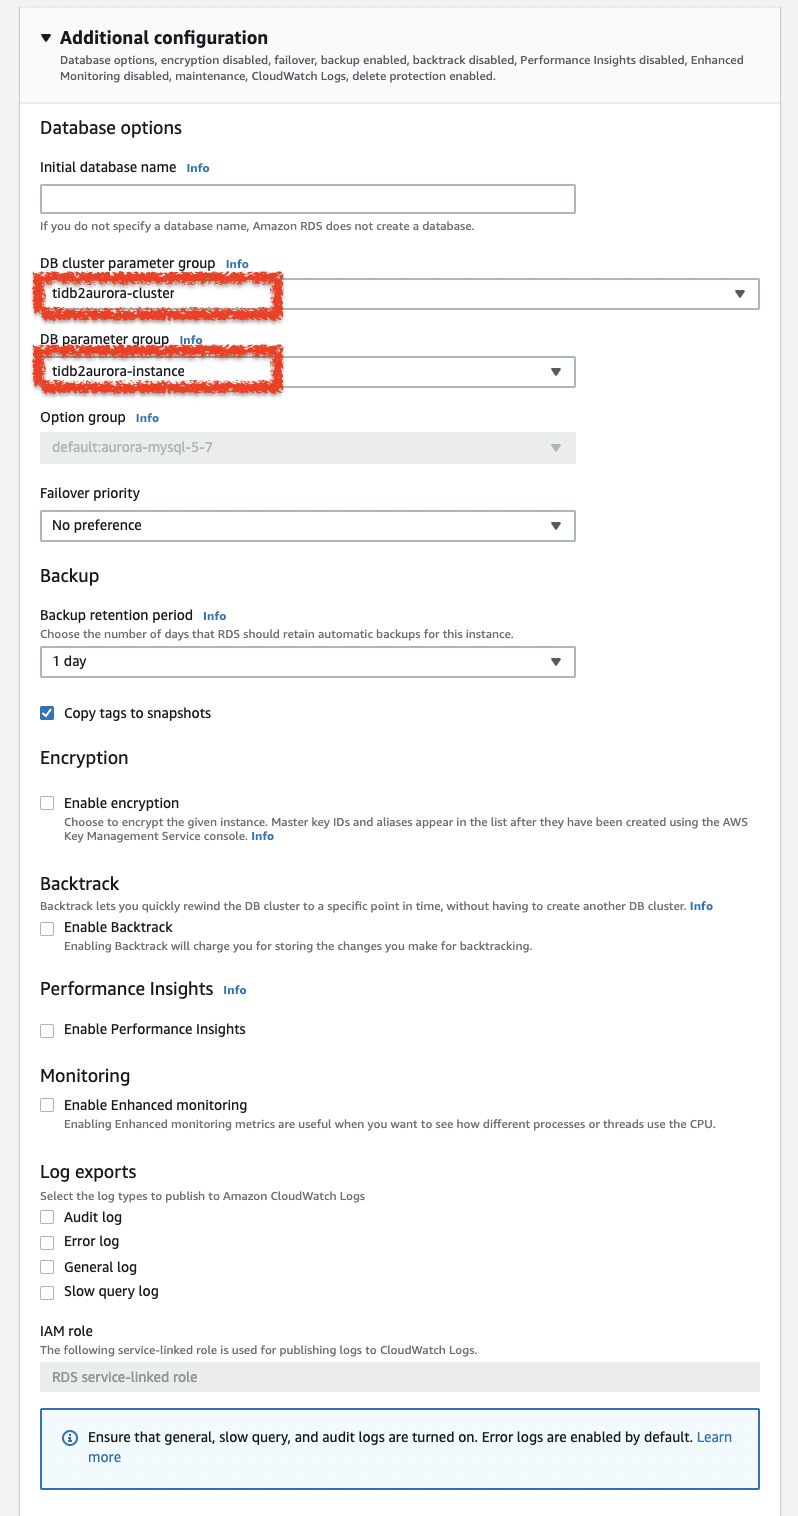 Additional configuration
Database options, encryption disabled, failover, backup enabled, backtrack disabled, Performance Insights disabled, Enhanced
Monitoring disabled, maintenance, CloudWatch Logs, delete protection enabled.
Database options
Initial database name Info
If you do not specify a database name, Amazon RDS does not create a database.
DB cluster parameter group Info
tidb2aurora-cluster
DB parameter group Info
tidb2aurora-instance
Option group Info
default:aurora-mysql-5-7
Failover priority
No preference
Backup
Backup retention period Info
Choose the number of days that RDS should retain automatic backups for this instance.
1 day
Copy tags to snapshots
Encryption
Enable encryption
Choose to encrypt the given instance. Master key IDs and aliases appear in the list after they have been created using the AWS
Key Management Service console. Info
Backtrack
Backtrack lets you quickly rewind the DB cluster to a specific point in time, without having to create another DB cluster. Info
Enable Backtrack
Enabling Backtrack will charge you for storing the changes you make for backtracking.
Performance Insights Info
Enable Performance Insights
Monitoring
Enable Enhanced monitoring
Enabling Enhanced monitoring metrics are useful when you want to see how different processes or threads use the CPU.
Log exports
Select the log types to publish to Amazon CloudWatch Logs
Audit log
Error log
General log
Slow query log
IAM role
The following service-linked role is used for publishing logs to CloudWatch Logs.
RDS service-linked role
Ensure that general, slow query, and audit logs are turned on. Error logs are enabled by default. Learn
more